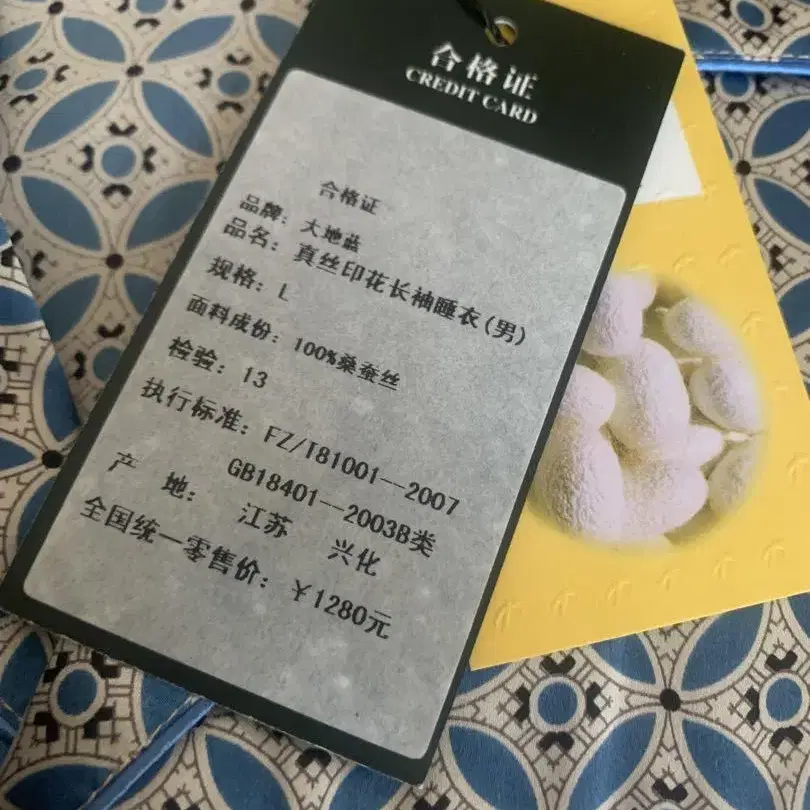 合格证
CREDIT CARD
合格证
品牌：大地蓝
品名：真丝印花长袖睡衣(男)
规格：L
面料成份：100%桑蚕丝
检验：13
执行标准：FZ/T81001--2007
GB18401--2003B类
产 地：江苏 兴化
全国统一零售价：￥1280元